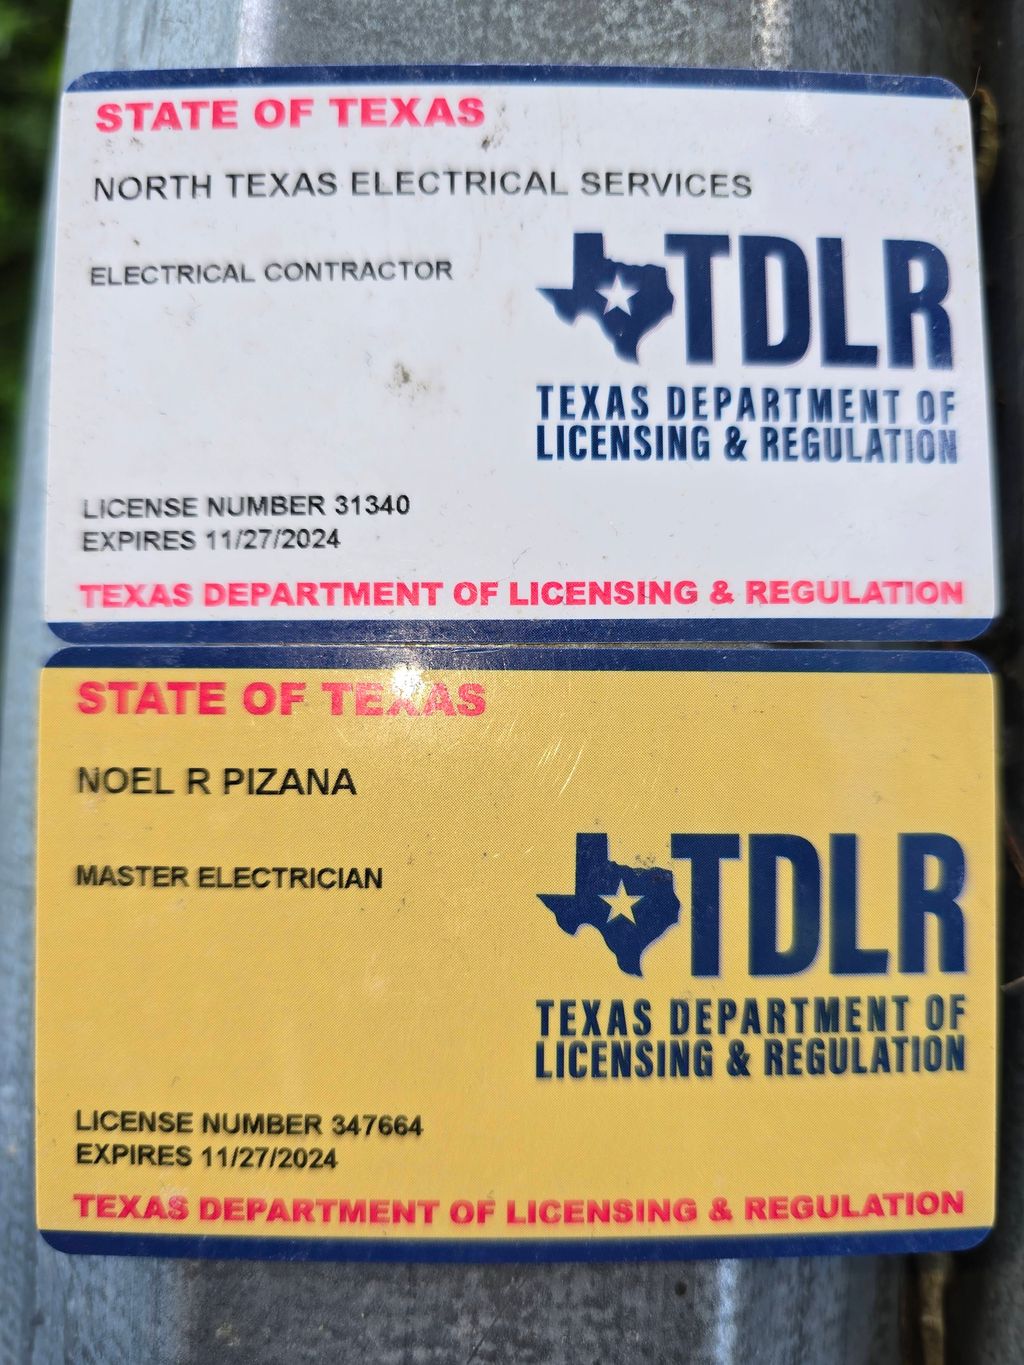 STATE OF TEXAS
NORTH TEXAS ELECTRICAL SERVICES
ELECTRICAL CONTRACTOR
TDLR
TEXAS DEPARTMENT OF
LICENSING & REGULATION
LICENSE NUMBER 31340
EXPIRES 11/27/2024
TEXAS DEPARTMENT OF LICENSING & REGULATION
STATE OF TEXAS
NOEL R PIZANA
MASTER ELECTRICIAN
TDLR
TEXAS DEPARTMENT OF
LICENSING & REGULATION
LICENSE NUMBER 347664
EXPIRES 11/27/2024
TEXAS DEPARTMENT OF LICENSING & REGULATION